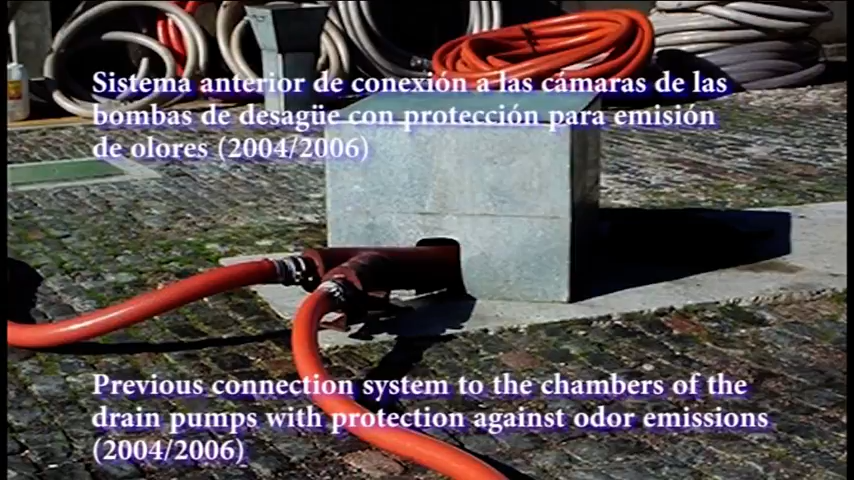 Sistema anterior de conexión a las cámaras de las
bombas de desagüe con protección para emisión
de olores (2004/2006)
Previous connection system to the chambers of the
drain pumps with protection against odor emissions
(2004/2006)